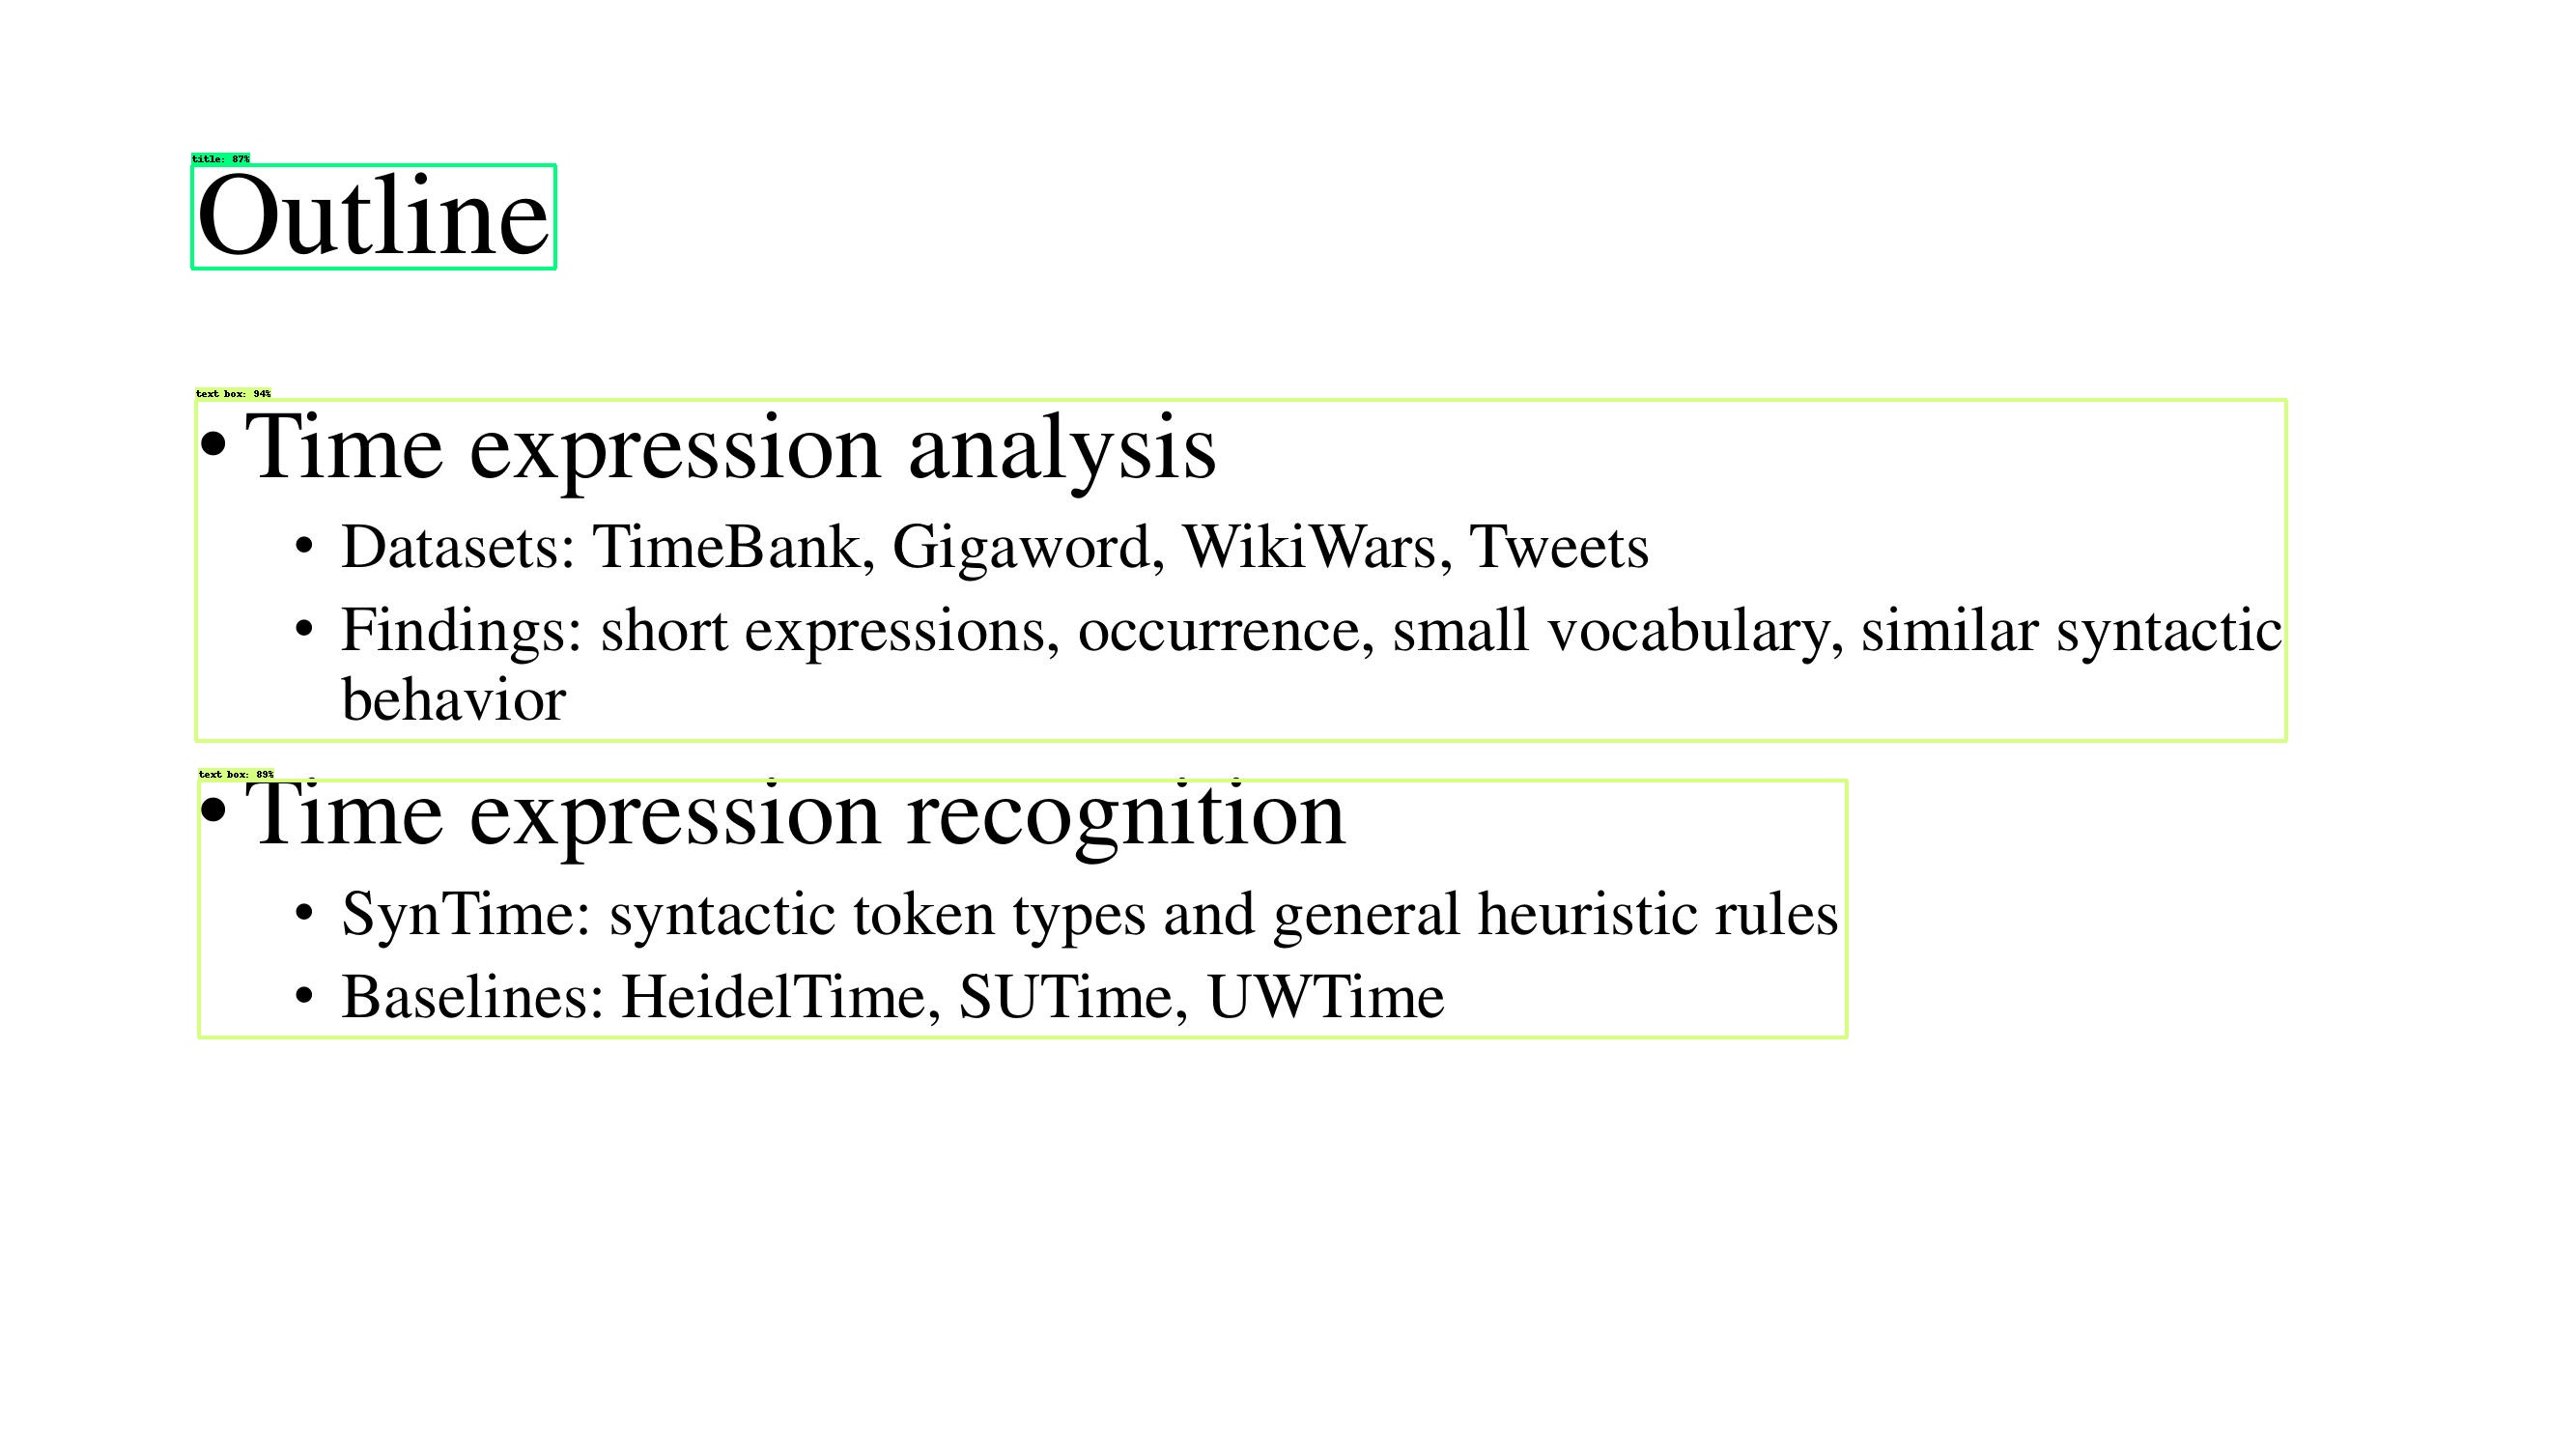 title: 87%
Outline
text box: 94%
• Time expression analysis
• Datasets: TimeBank, Gigaword, WikiWars, Tweets
• Findings: short expressions, occurrence, small vocabulary, similar syntactic
behavior
text box: 89%
• Time expression recognition
• SynTime: syntactic token types and general heuristic rules
• Baselines: HeidelTime, SUTime, UWTime